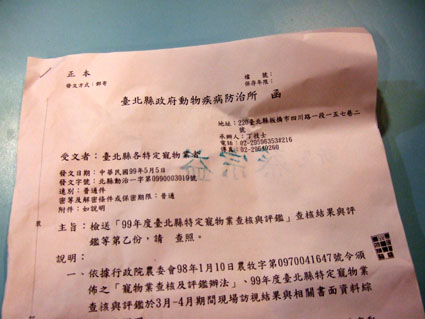 正本
發文方式：郵寄
檔　號：
保存年限：
臺北縣政府動物疾病防治所　函
地址：220臺北縣板橋市四川路一段一五七巷二號
承辦人：丁技士
電話：02-
傳真：02-
受文者：臺北縣各特定寵物業者
發文日期：中華民國99年5月5日
發文字號：北縣動治一字第0990003019號
速別：普通件
密等及解密條件或保密期限：普通
附件：如說明
主旨：檢送「99年度臺北縣特定寵物業查核與評鑑」查核結果與評
鑑等第乙份，請　查照。
說明：
一、依據行政院農委會98年1月10日農牧字第0970041647號令頒
佈之「寵物業查核及評鑑辦法」、99年度臺北縣特定寵物業
查核與評鑑於3月-4月期間現場訪視結果與相關書面資料綜